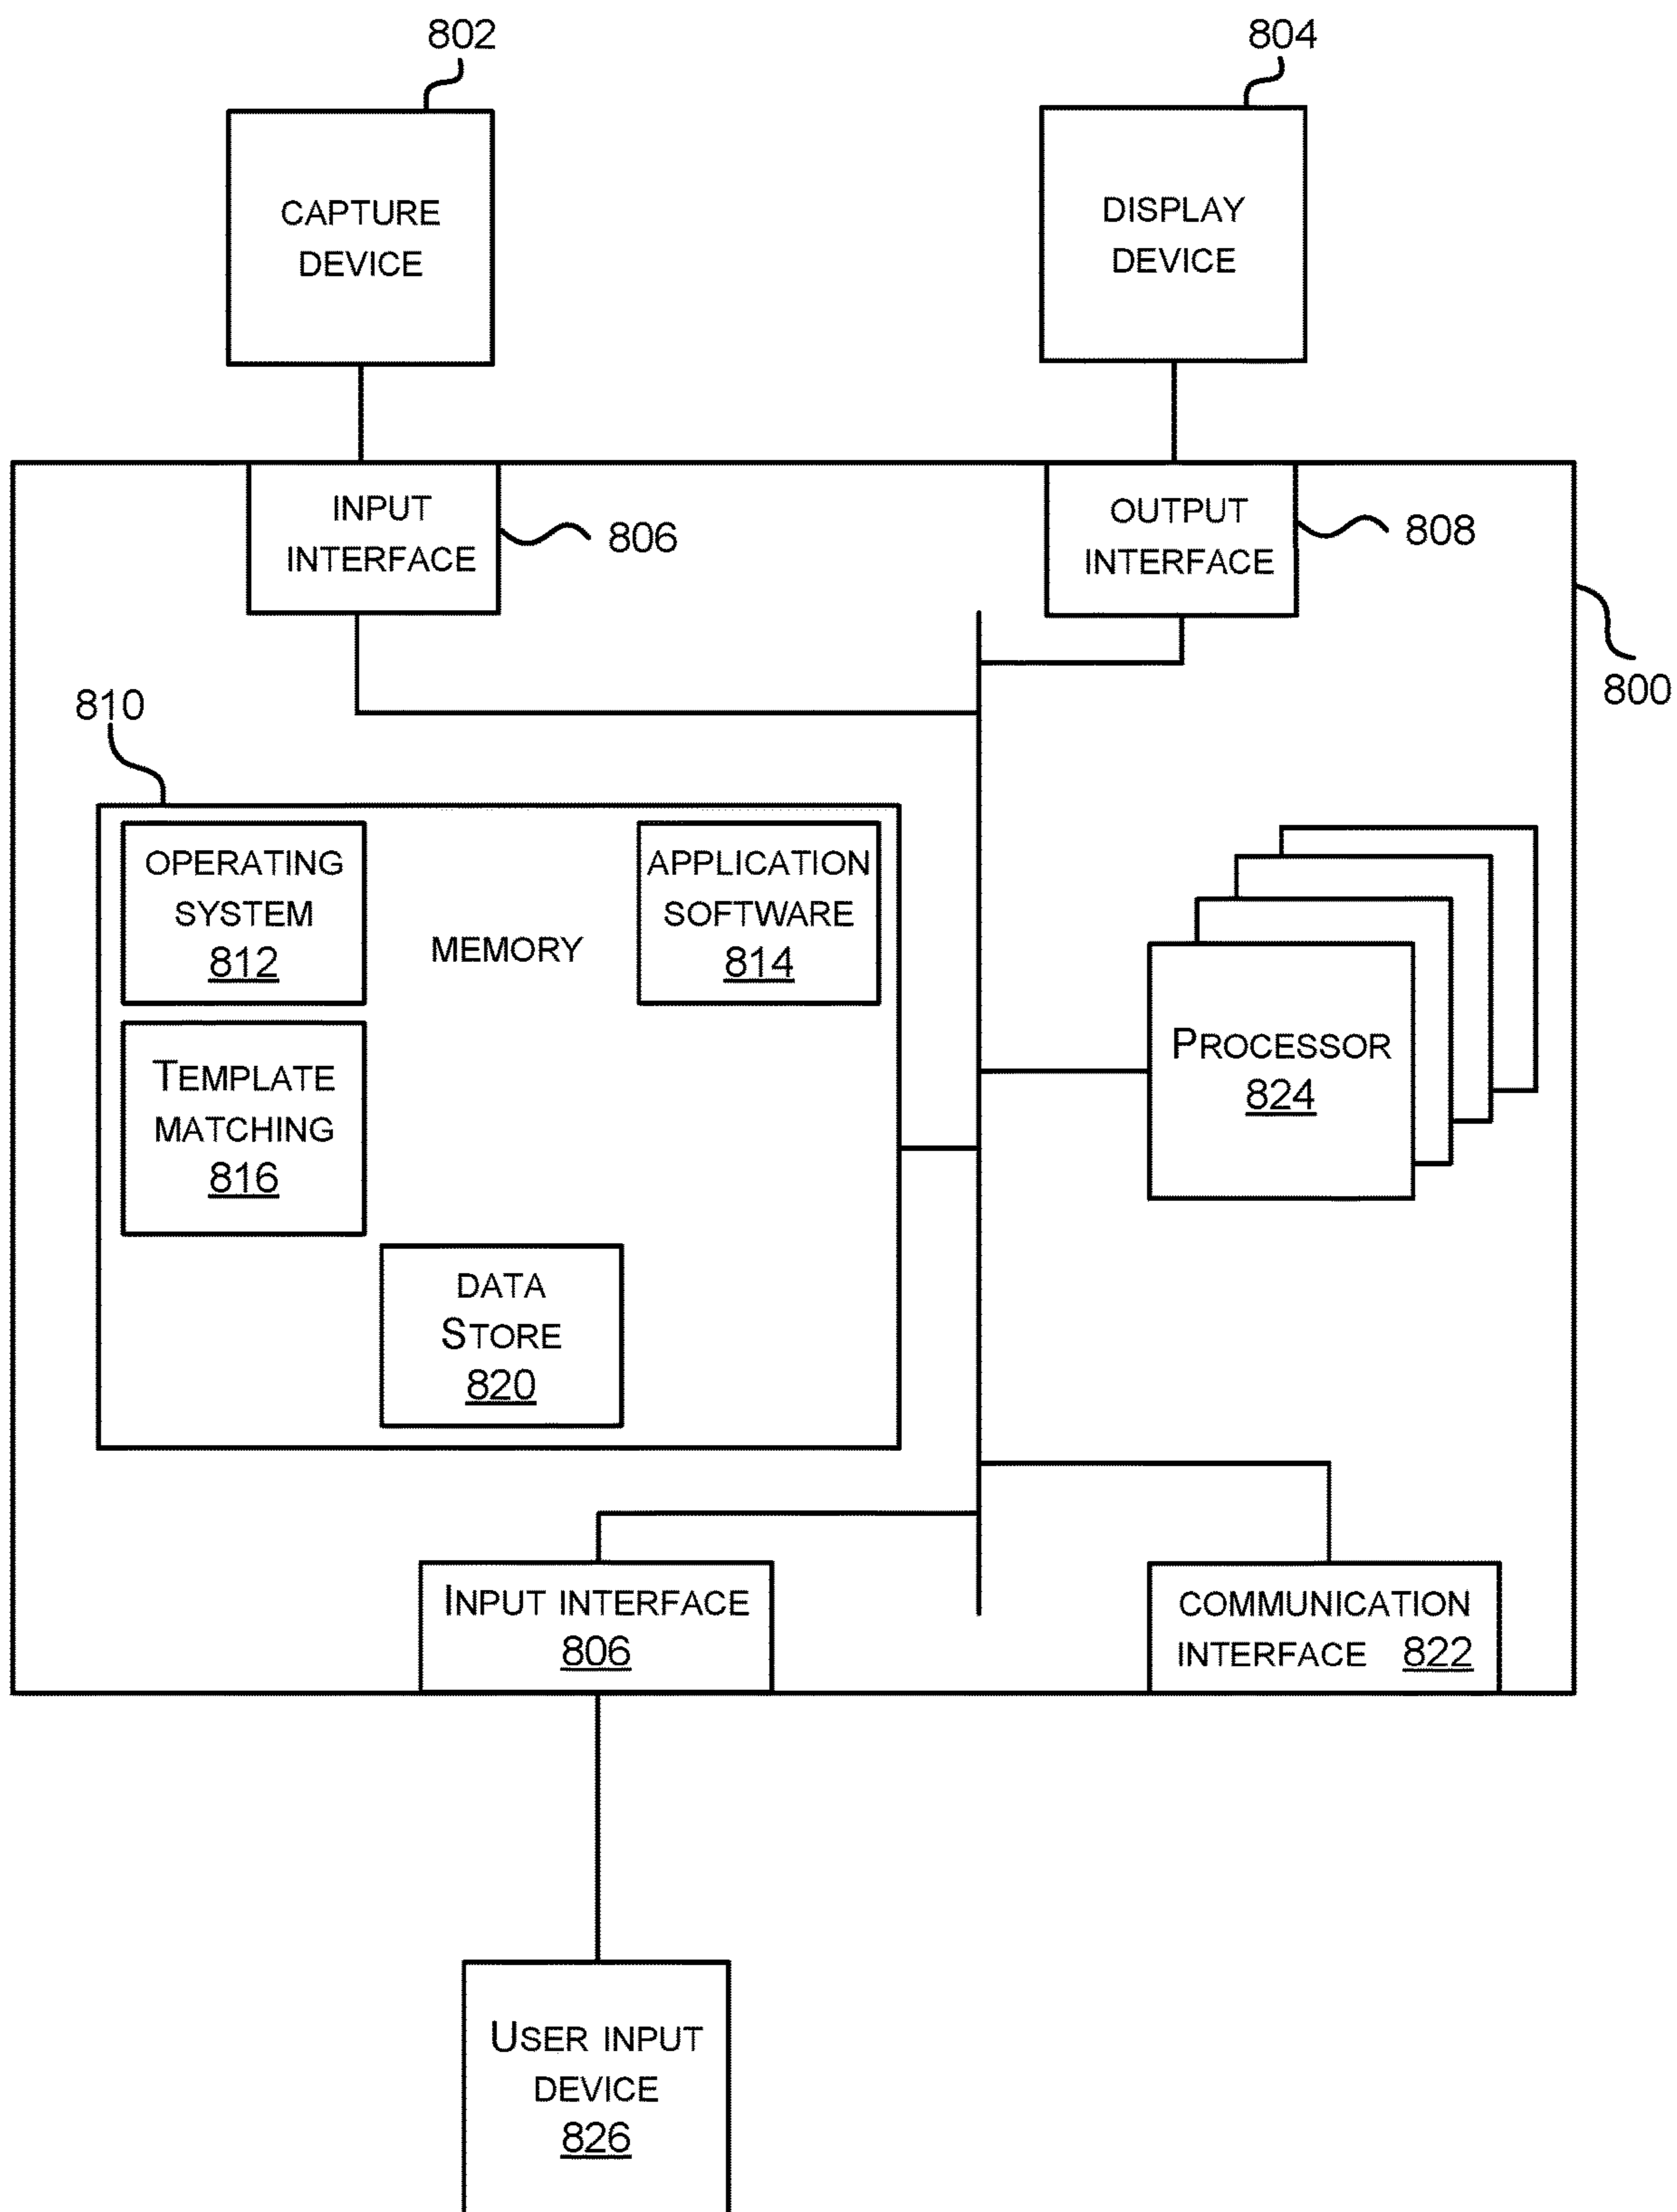 802
804
CAPTURE
DEVICE
DISPLAY
DEVICE
INPUT
INTERFACE
806
OUTPUT
INTERFACE
808
800
810
OPERATING
SYSTEM
812
MEMORY
APPLICATION
SOFTWARE
814
TEMPLATE
MATCHING
816
PROCESSOR
824
DATA
STORE
820
INPUT INTERFACE
806
COMMUNICATION
INTERFACE 822
USER INPUT
DEVICE
826